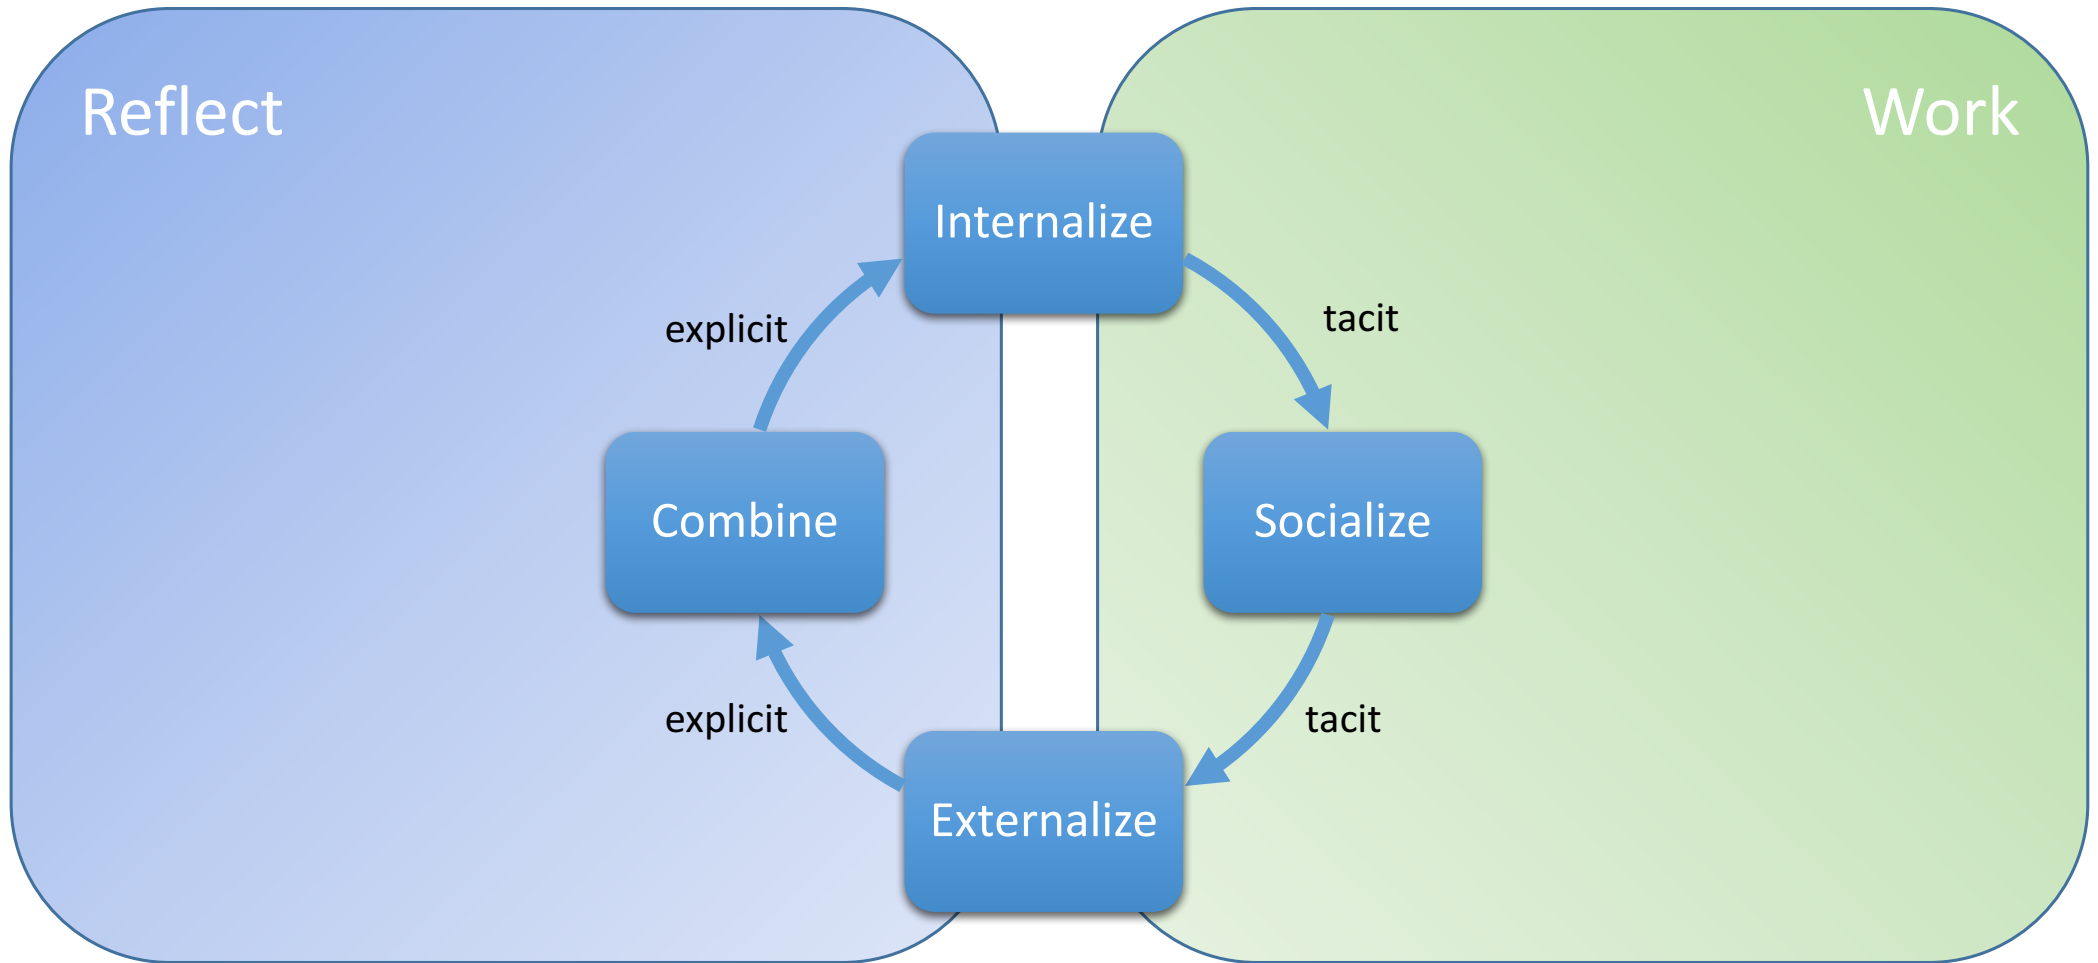 Reflect
Work
Internalize
explicit
tacit
Combine
Socialize
explicit
tacit
Externalize